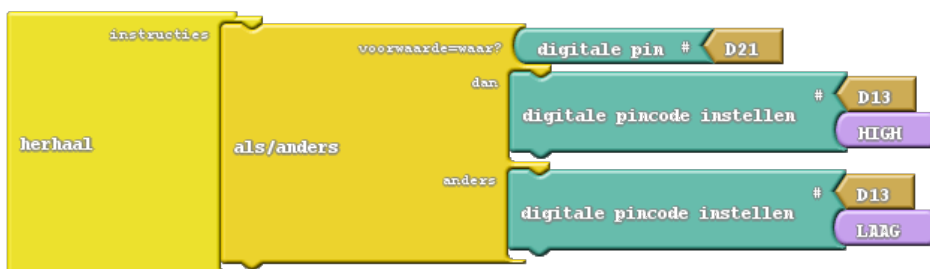 instructies
voorwaarde=waar?
digitale pin # D21
dan
digitale pincode instellen # D13
HIGH
herhaal
als/anders
anders
digitale pincode instellen # D13
LAAG